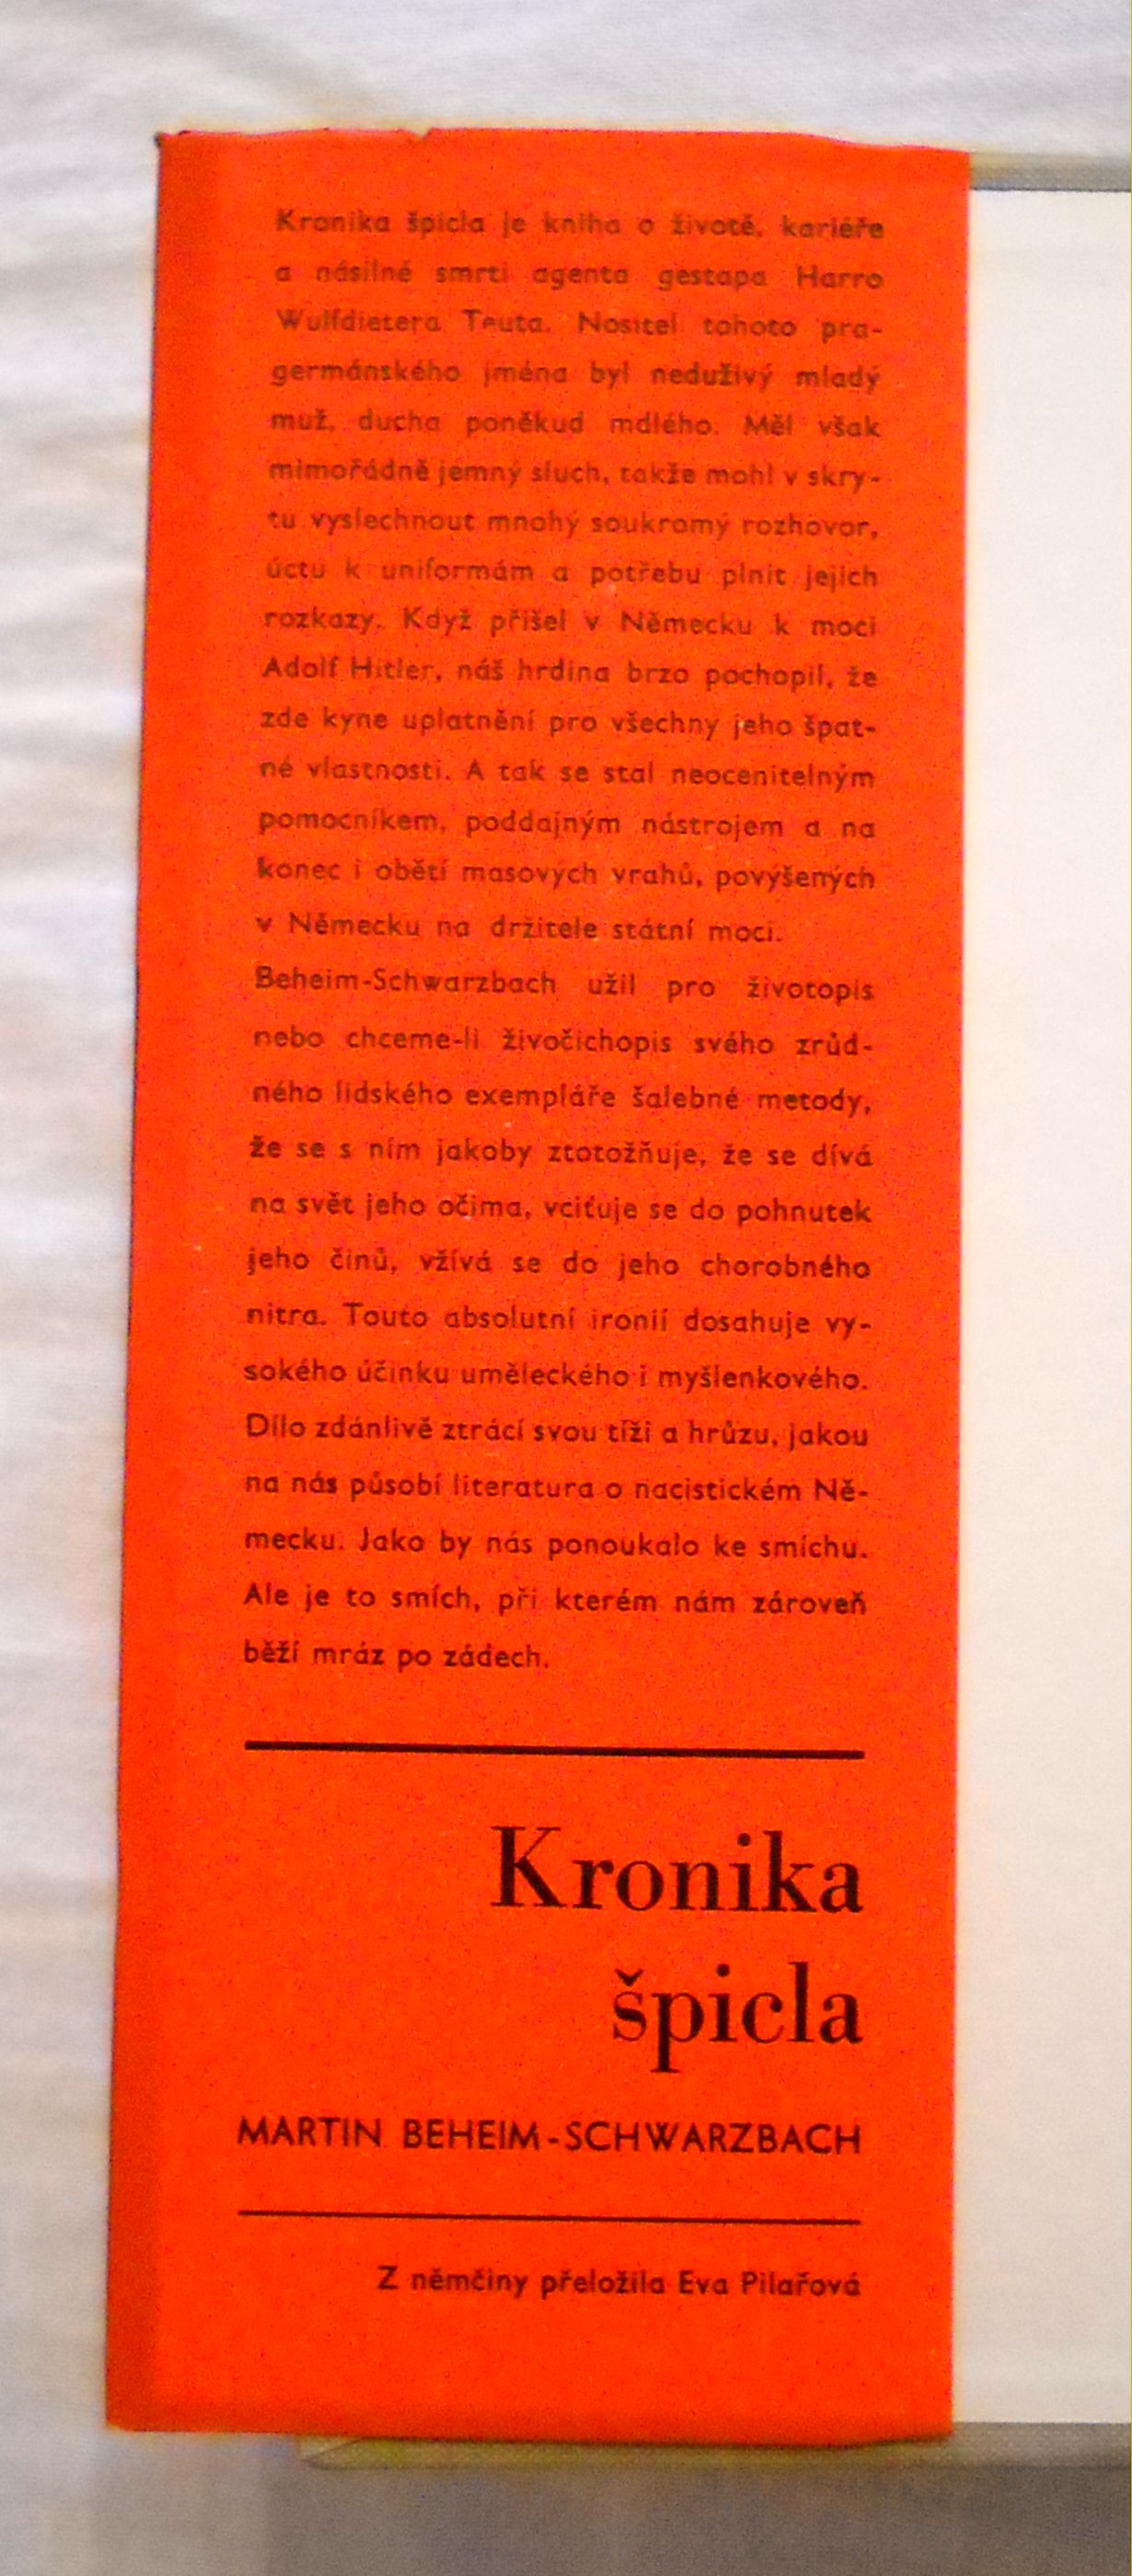 Kronika špicla je kniha o životě, kariéře
a násilné smrti agenta gestapa Harro
Wulfdietera Teuta. Nositel tohoto pra-
germánského jména byl neduživý mladý
muž, ducha poněkud mdlého. Měl však
mimořádně jemný sluch, takže mohl v skry-
tu vyslechnout mnohý soukromý rozhovor,
úctu k uniformám a potřebu plnit jejich
rozkazy. Když přišel v Německu k moci
Adolf Hitler, náš hrdina brzo pochopil, že
zde kyne uplatnění pro všechny jeho špat-
né vlastnosti. A tak se stal neocenitelným
pomocníkem, poddajným nástrojem a na
konec i obětí masových vrahů, povýšených
v Německu na držitele státní moci.
Beheim-Schwarzbach užil pro životopis
nebo chceme-li živočichopis svého zrůd-
ného lidského exempláře šalebné metody,
že se s ním jakoby ztotožňuje, že se dívá
na svět jeho očima, vciťuje se do pohnutek
jeho činů, vžívá se do jeho chorobného
nitra. Touto absolutní ironií dosahuje vy-
sokého účinku uměleckého i myšlenkového.
Dílo zdánlivě ztrácí svou tíži a hrůzu, jakou
na nás působí literatura o nacistickém Ně-
mecku. Jako by nás ponoukalo ke smíchu.
Ale je to smích, při kterém nám zároveň
běží mráz po zádech.
Kronika
špicla
MARTIN BEHEIM-SCHWARZBACH
Z němčiny přeložila Eva Pilařová